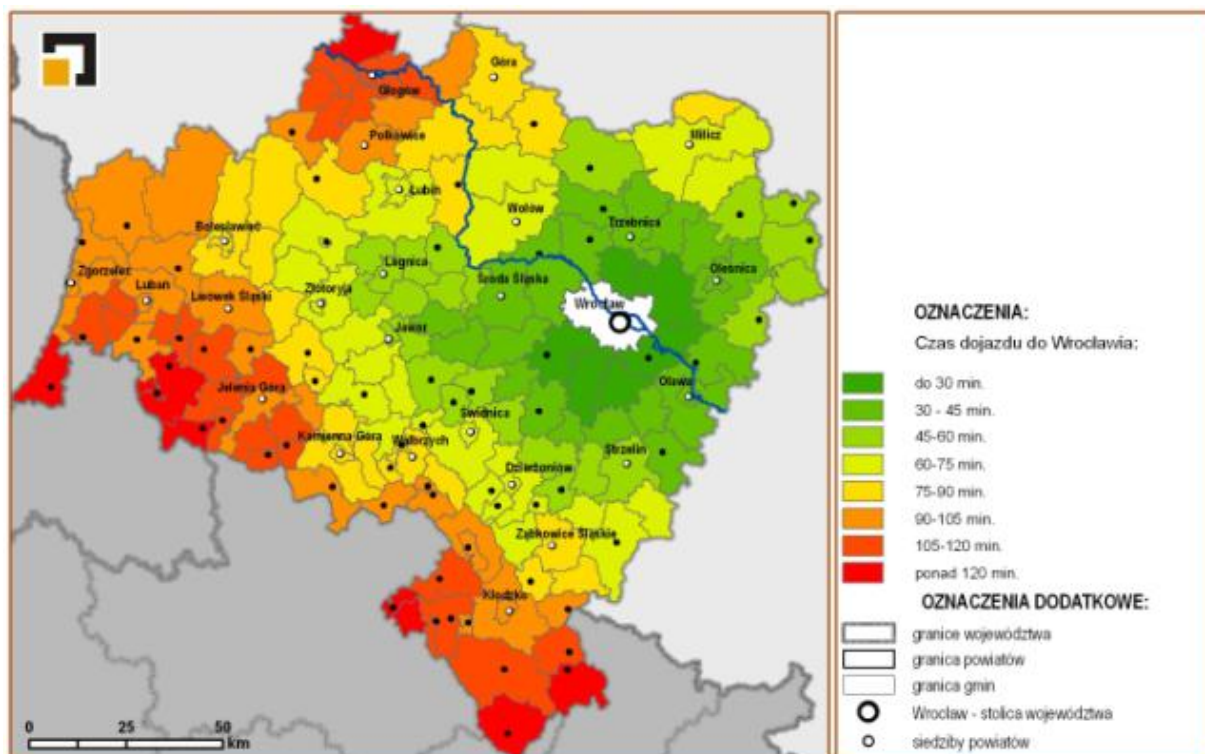 Góra
Głogów
Polkowice
Milicz
Lubin
Wołów
Trzebnica
Bolesławiec
Legnica
Oleśnica
Zgorzelec
Środa Śląska
Lubań
Lwówek Śląski
Złotoryja
Wrocław
Jawor
Jelenia Góra
Oława
Świdnica
Kamienna Góra
Wałbrzych
Strzelin
Dzierżoniów
Ząbkowice Śląskie
Kłodzko
0 25 50
km
OZNACZENIA:
Czas dojazdu do Wrocławia:
do 30 min.
30 - 45 min.
45-60 min.
60-75 min.
75-90 min.
90-105 min.
105-120 min.
ponad 120 min.
OZNACZENIA DODATKOWE:
granice województwa
granica powiatów
granica gmin
Wrocław - stolica województwa
siedziby powiatów